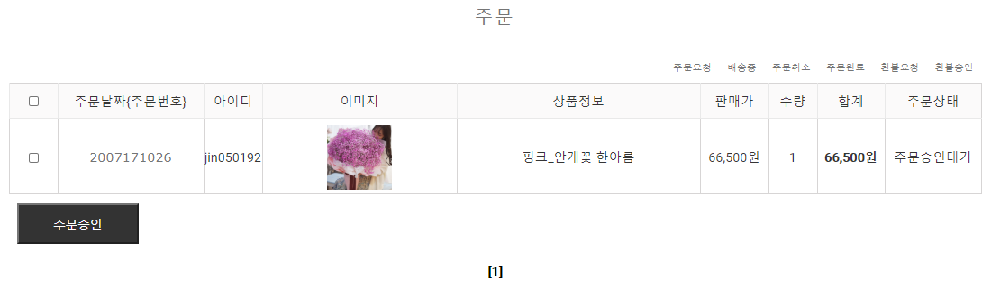 주문
주문요청 배송중 주문취소 주문완료 환불요청 환불승인
주문날짜{주문번호} 아이디 이미지 상품정보 판매가 수량 합계 주문상태
2007171026 jin050192 핑크_안개꽃 한아름 66,500원 1 66,500원 주문승인대기
주문승인
[1]